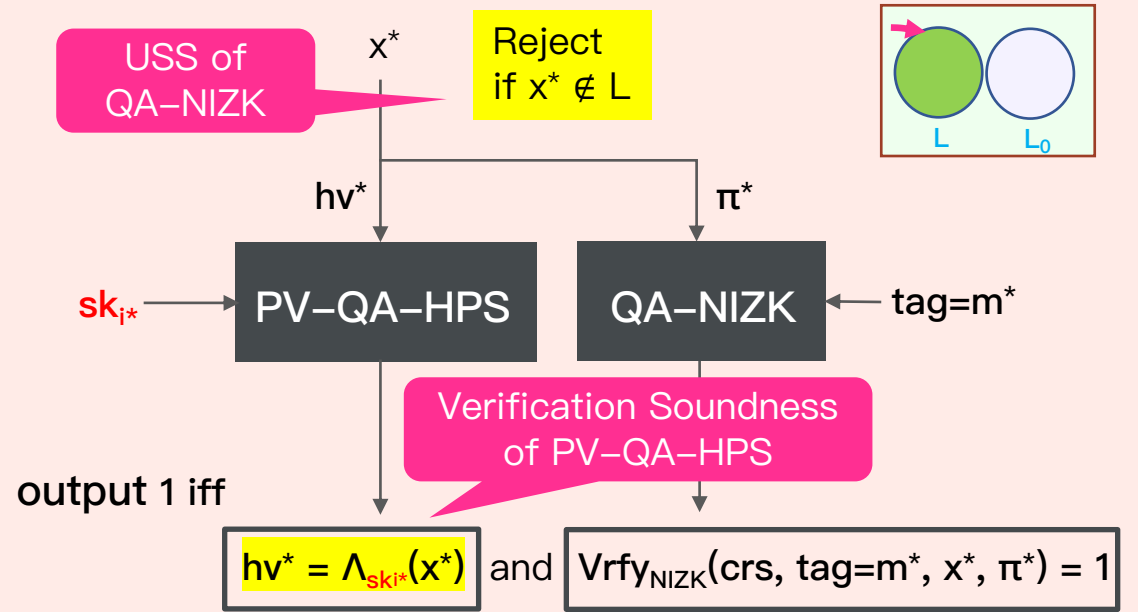 USS of
QA–NIZK
x*
Reject
if x* ∉ L
L
L₀
hv*
π*
skᵢ*
PV–QA–HPS
QA–NIZK
tag=m*
Verification Soundness
of PV–QA–HPS
output 1 iff
hv* = Λskᵢ*(x*) and Vrfy_NIZK(crs, tag=m*, x*, π*) = 1